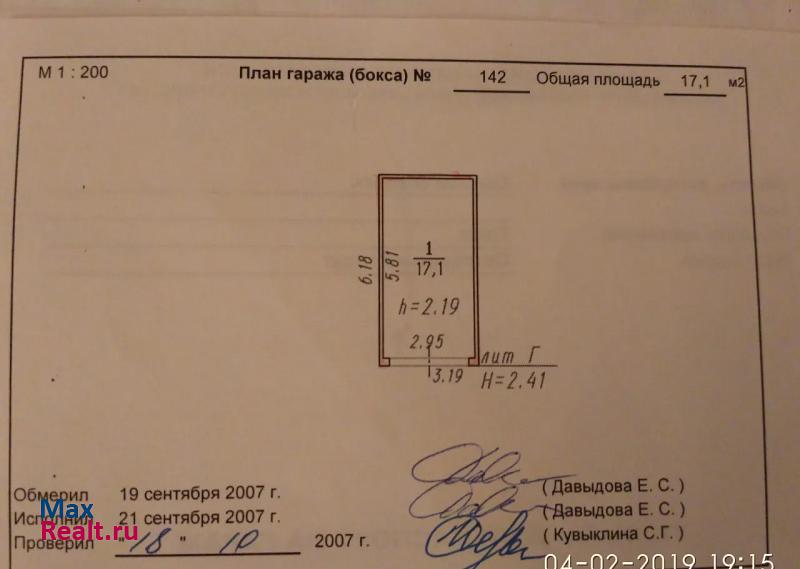 М 1 : 200 План гаража (бокса) № 142 Общая площадь 17,1 м2
1
17,1
6.18
5.81
h=2.19
2.95
лит Г
3.19
H=2.41
Обмерил 19 сентября 2007 г. ( Давыдова Е. С. )
Исполнил 21 сентября 2007 г. ( Давыдова Е. С. )
Проверил "18" 10 2007 г. ( Кувыклина С.Г. )
Max
Realt.ru
04-02-2019 19:15